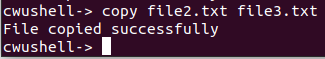 cwushell-> copy file2.txt file3.txt
File copied successfully
cwushell->